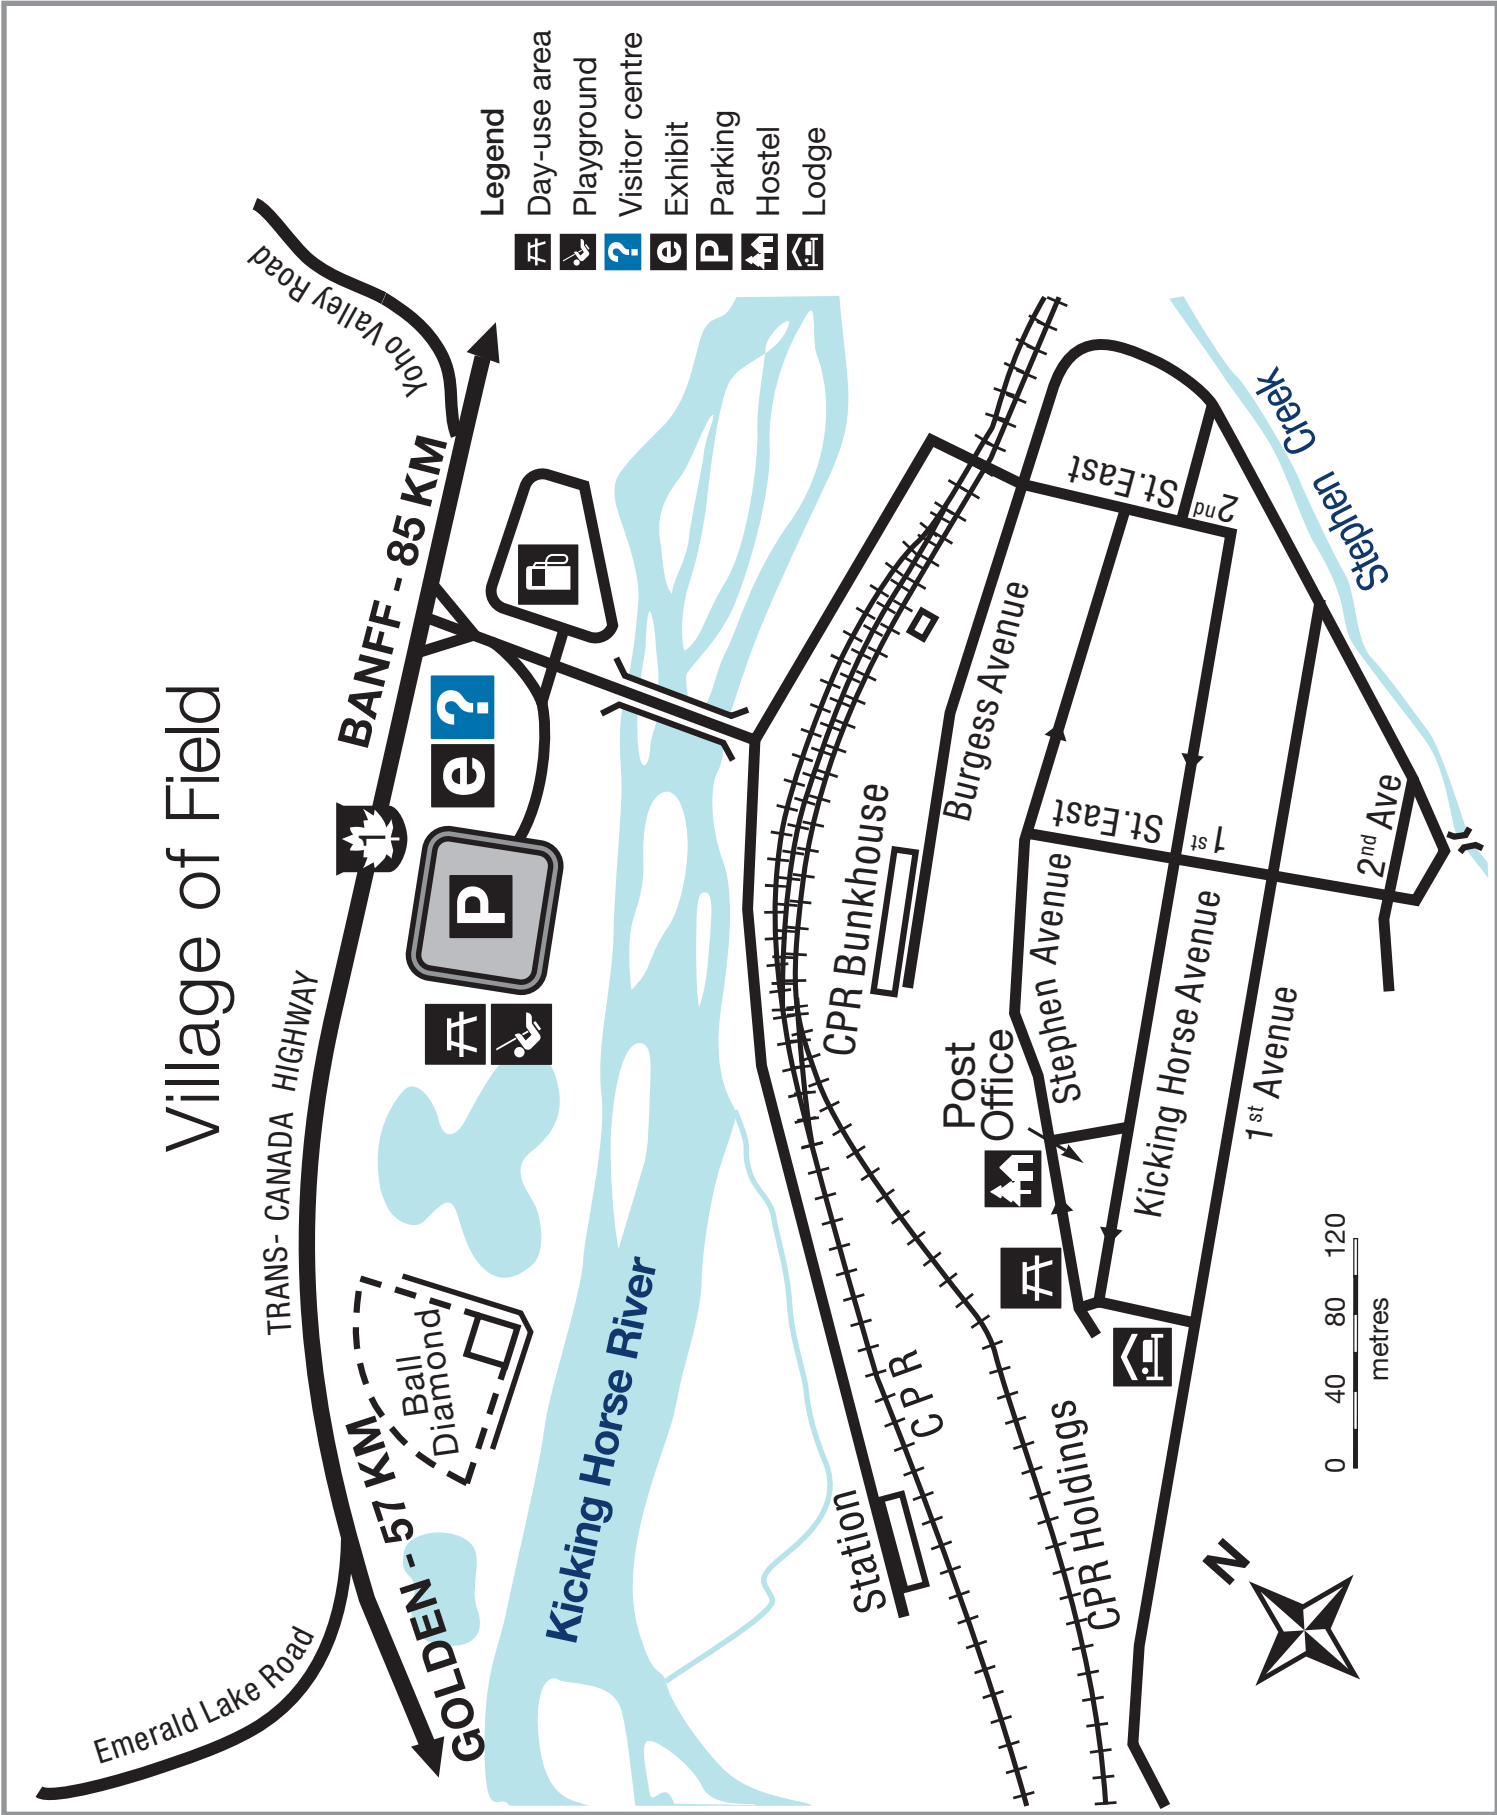 Village of Field
Legend
Day-use area
Playground
? Visitor centre
e Exhibit
P Parking
Hostel
Lodge
Yoho Valley Road
BANFF - 85 KM
TRANS- CANADA HIGHWAY
1
e ?
P
Ball
Diamond
GOLDEN - 57 KM
Emerald Lake Road
Kicking Horse River
Station
CPR
CPR Holdings
CPR Bunkhouse
Burgess Avenue
Post
Office
Stephen Avenue
Kicking Horse Avenue
1st Avenue
2nd Ave
1st St.East
2nd St.East
Stephen Creek
N
0 40 80 120
metres